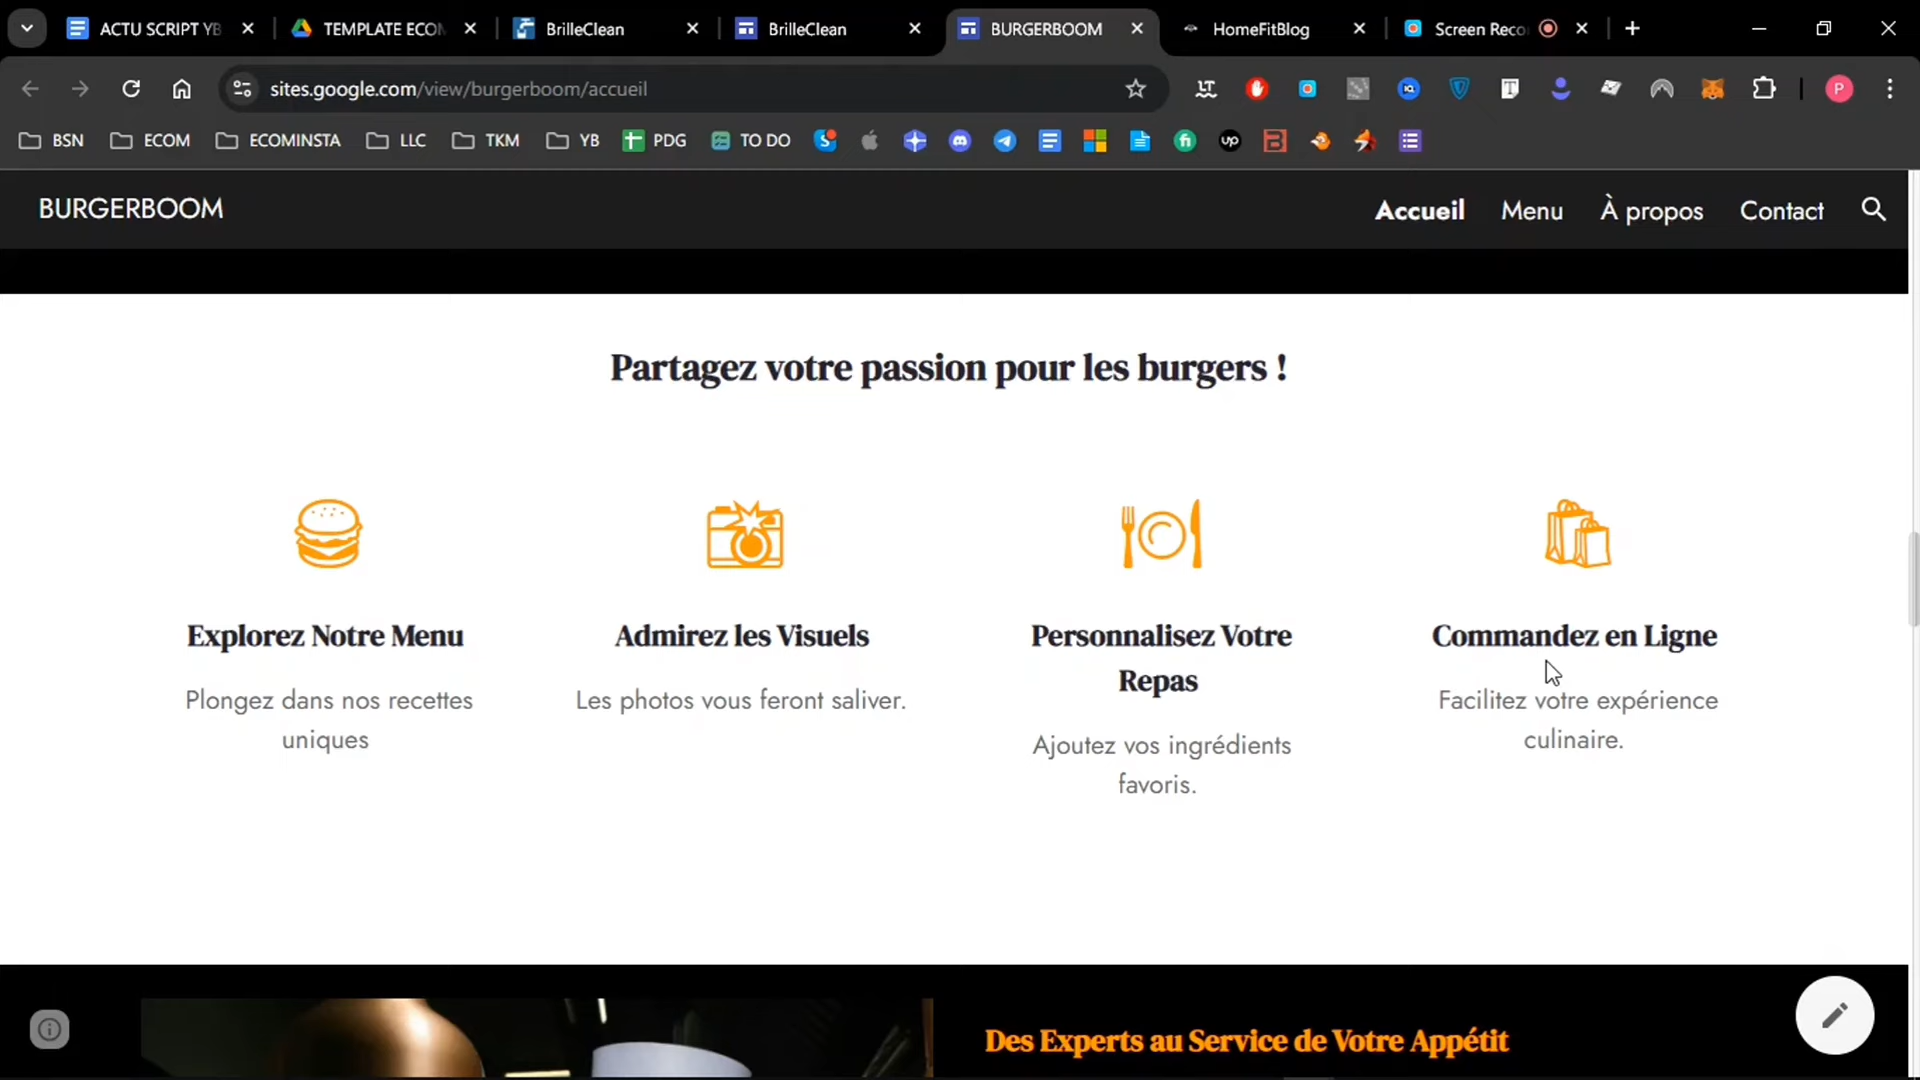 ACTU SCRIPT YB
TEMPLATE ECOM
BrilleClean
BrilleClean
BURGERBOOM
HomeFitBlog
Screen Reco
sites.google.com/view/burgerboom/accueil
BSN
ECOM
ECOMINSTA
LLC
TKM
YB
PDG
TO DO
BURGERBOOM
Accueil
Menu
À propos
Contact
Partagez votre passion pour les burgers !
Explorez Notre Menu
Plongez dans nos recettes
uniques
Admirez les Visuels
Les photos vous feront saliver.
Personnalisez Votre
Repas
Ajoutez vos ingrédients
favoris.
Commandez en Ligne
Facilitez votre expérience
culinaire.
Des Experts au Service de Votre Appétit